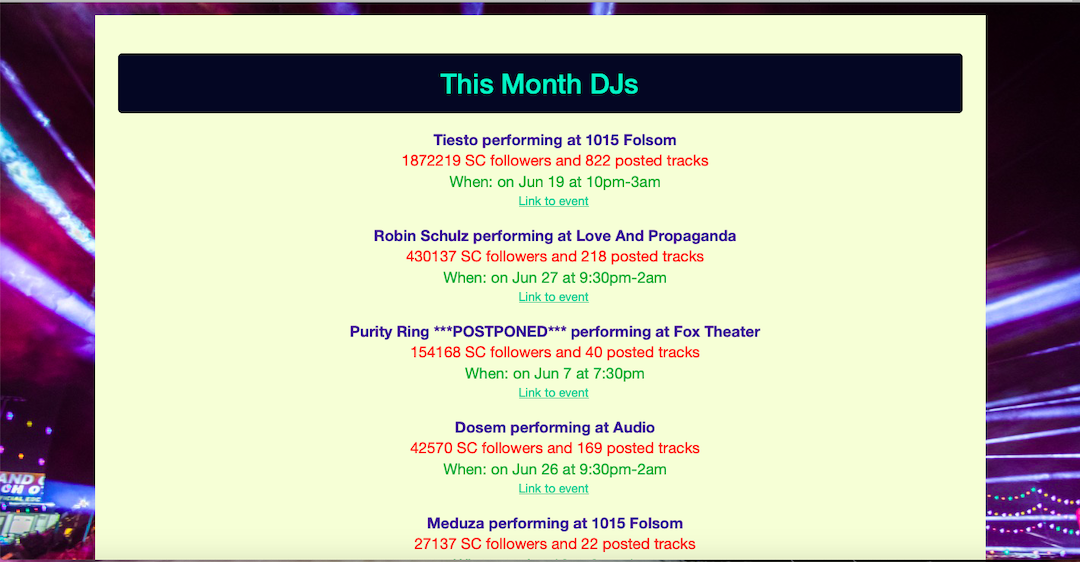 This Month DJs
Tiesto performing at 1015 Folsom
1872219 SC followers and 822 posted tracks
When: on Jun 19 at 10pm-3am
Link to event
Robin Schulz performing at Love And Propaganda
430137 SC followers and 218 posted tracks
When: on Jun 27 at 9:30pm-2am
Link to event
Purity Ring ***POSTPONED*** performing at Fox Theater
154168 SC followers and 40 posted tracks
When: on Jun 7 at 7:30pm
Link to event
Dosem performing at Audio
42570 SC followers and 169 posted tracks
When: on Jun 26 at 9:30pm-2am
Link to event
Meduza performing at 1015 Folsom
27137 SC followers and 22 posted tracks